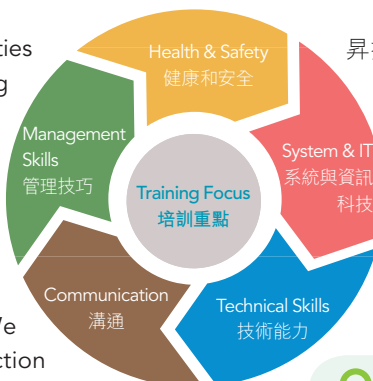 ties
g
昇
Health & Safety
健康和安全
Management
Skills
管理技巧
System & IT
系統與資訊
科技
Training Focus
培訓重點
Communication
溝通
Technical Skills
技術能力
We
ction